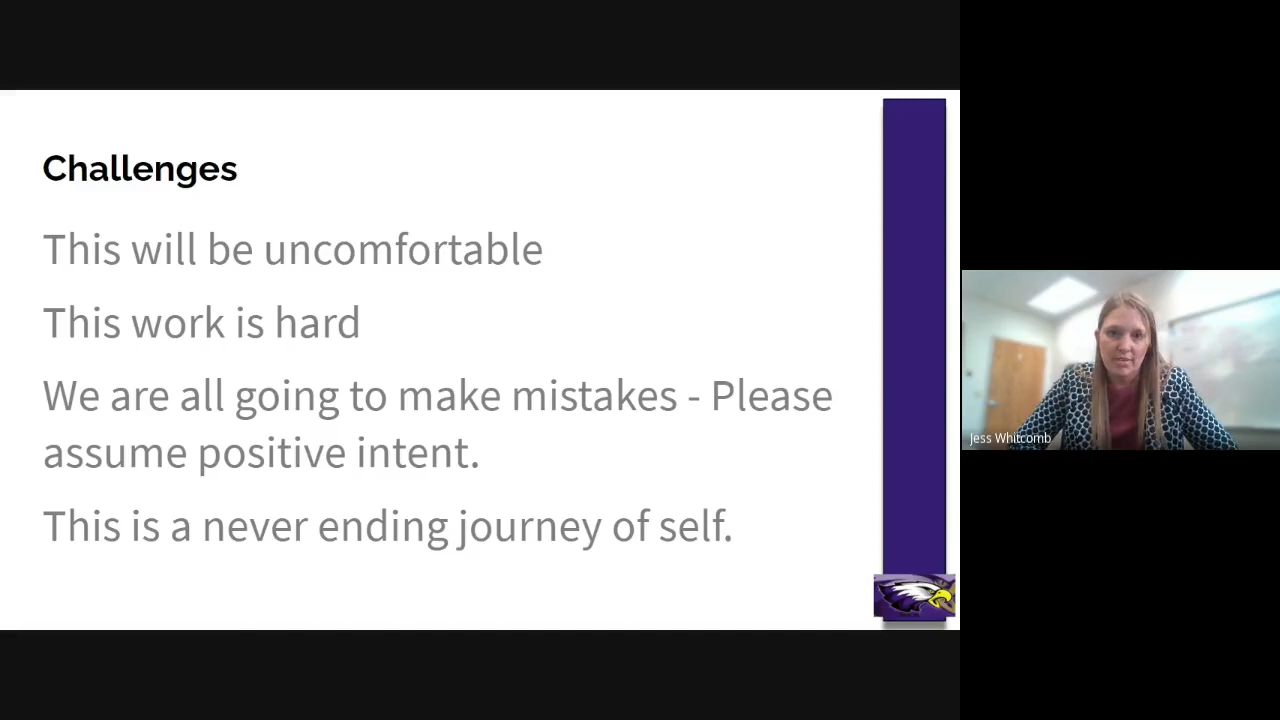 Challenges
This will be uncomfortable
This work is hard
We are all going to make mistakes - Please
assume positive intent.
This is a never ending journey of self.
Jess Whitcomb